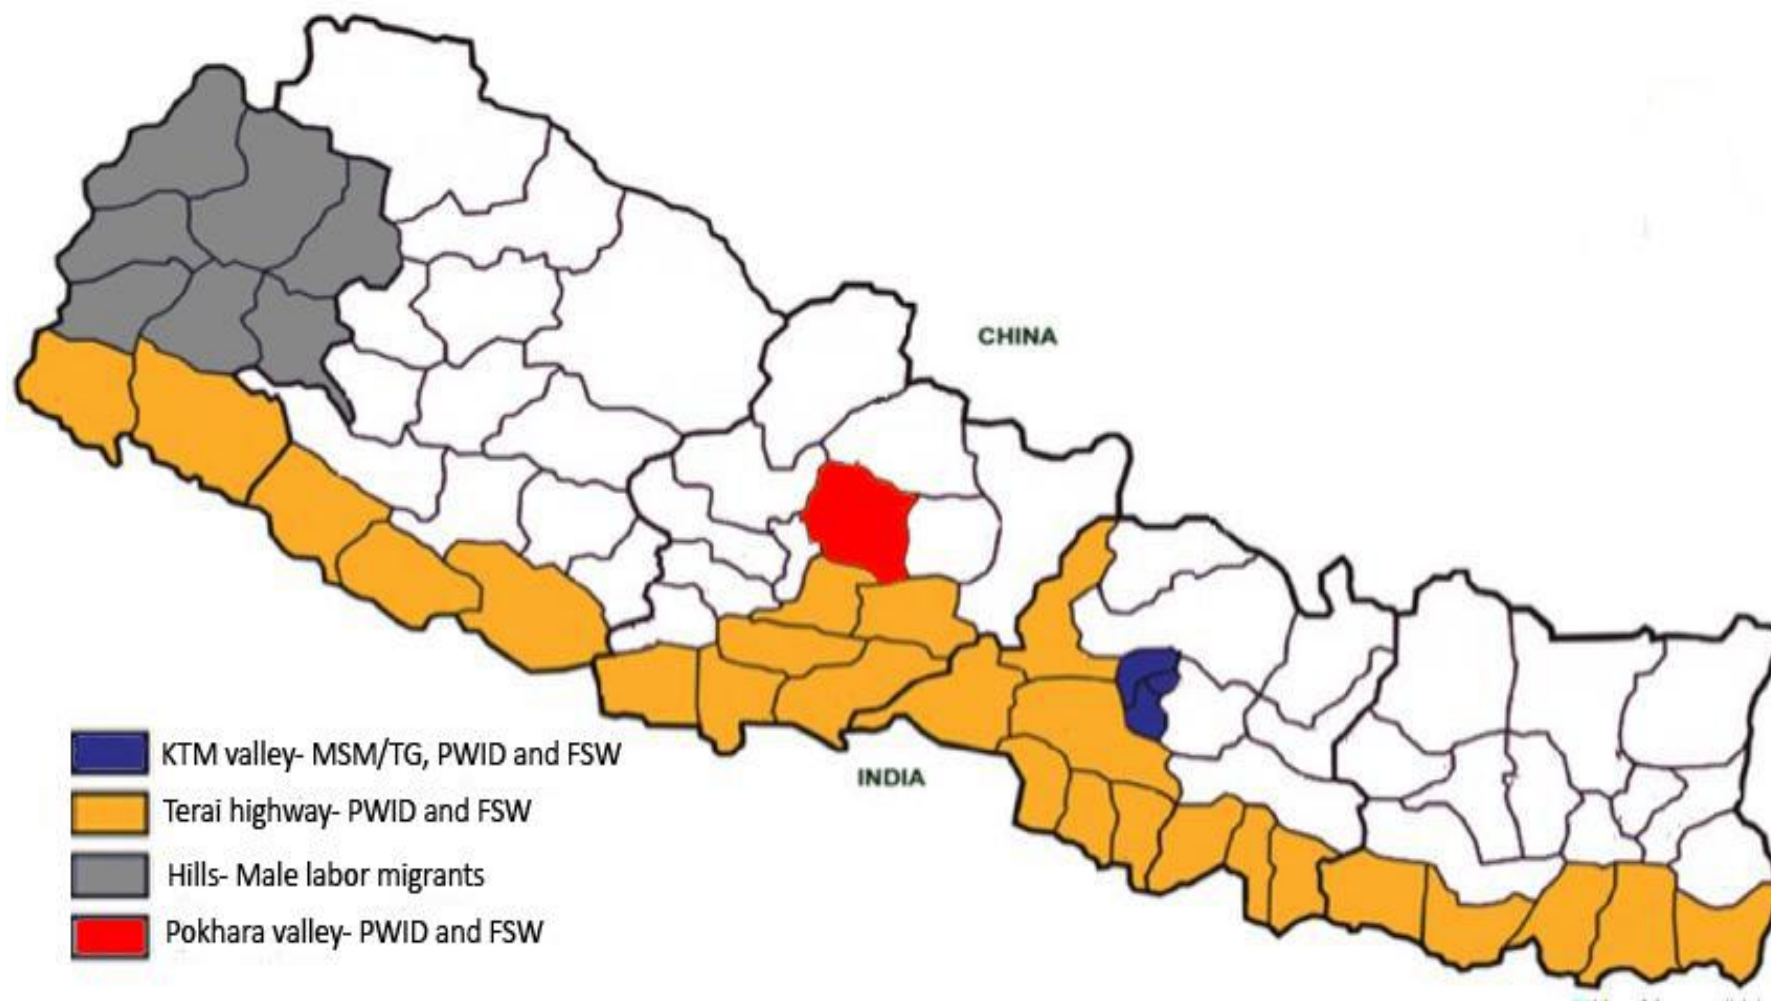 CHINA
INDIA
KTM valley- MSM/TG, PWID and FSW
Terai highway- PWID and FSW
Hills- Male labor migrants
Pokhara valley- PWID and FSW